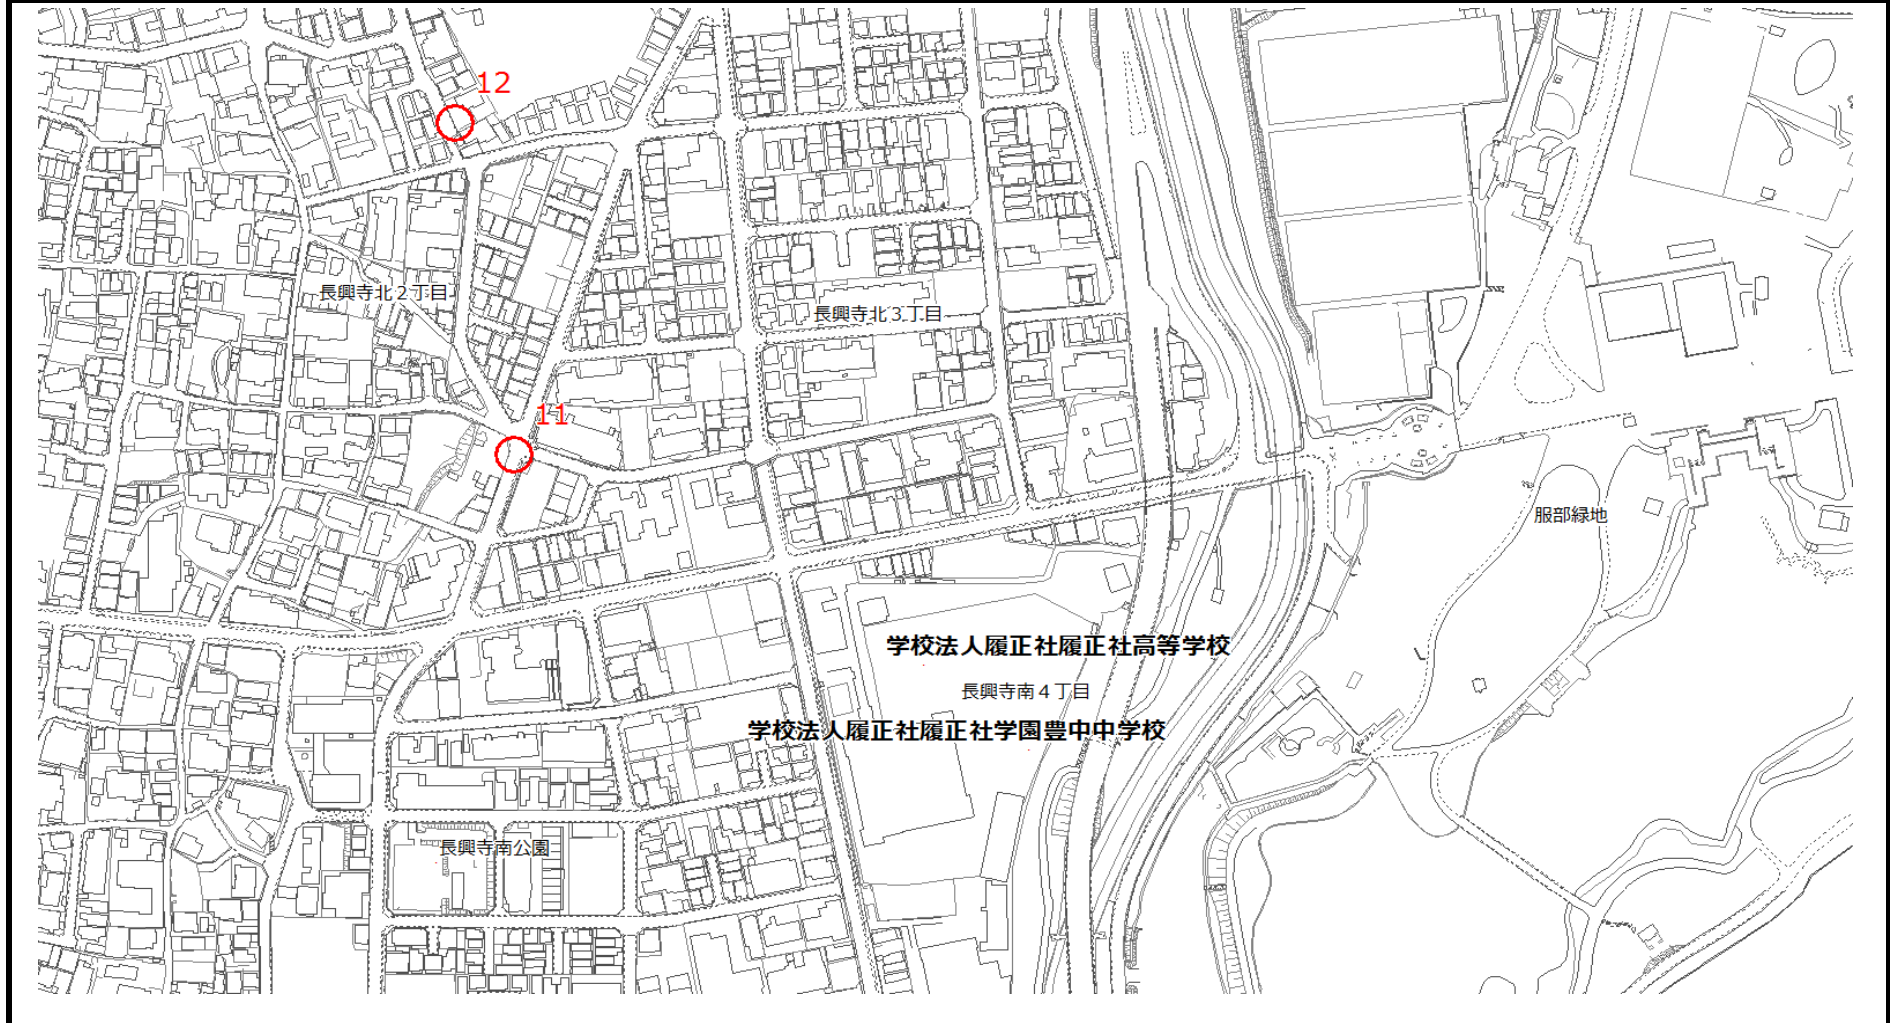 12
長興寺北２丁目
長興寺北３丁目
11
服部緑地
学校法人履正社履正社高等学校
長興寺南４丁目
学校法人履正社履正社学園豊中中学校
長興寺南公園